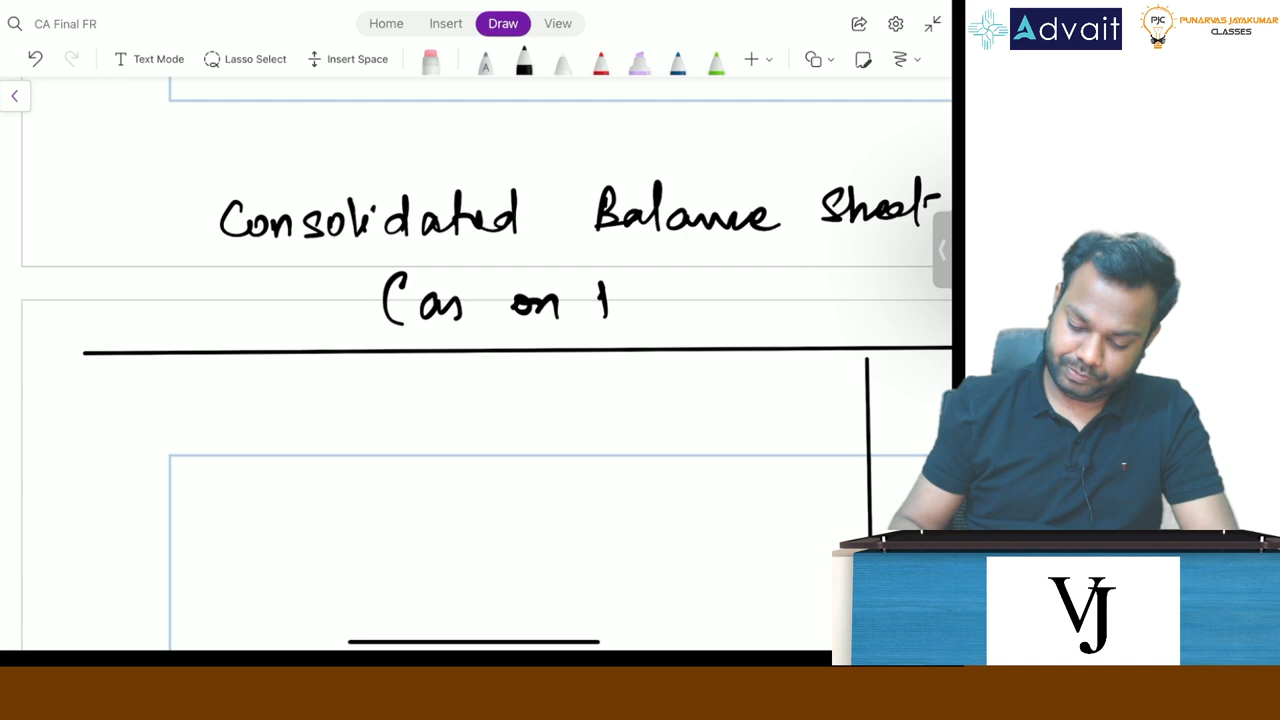 CA Final FR
Home Insert Draw View
Text Mode Lasso Select Insert Space
Advait
PJC PUNARVAS JAYAKUMAR
CLASSES
Consolidated Balance Sheet
(as on 1
VJ